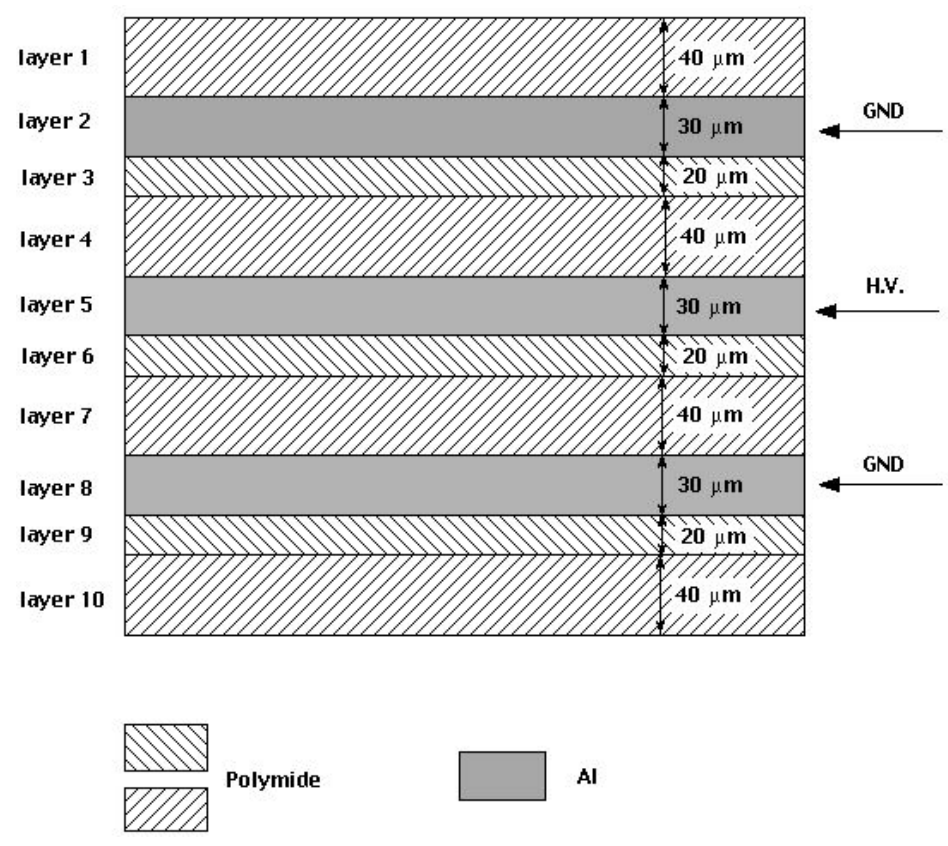 layer 1
40 μm
layer 2
30 μm
GND
layer 3
20 μm
layer 4
40 μm
layer 5
30 μm
H.V.
layer 6
20 μm
layer 7
40 μm
layer 8
30 μm
GND
layer 9
20 μm
layer 10
40 μm
Polymide
Al